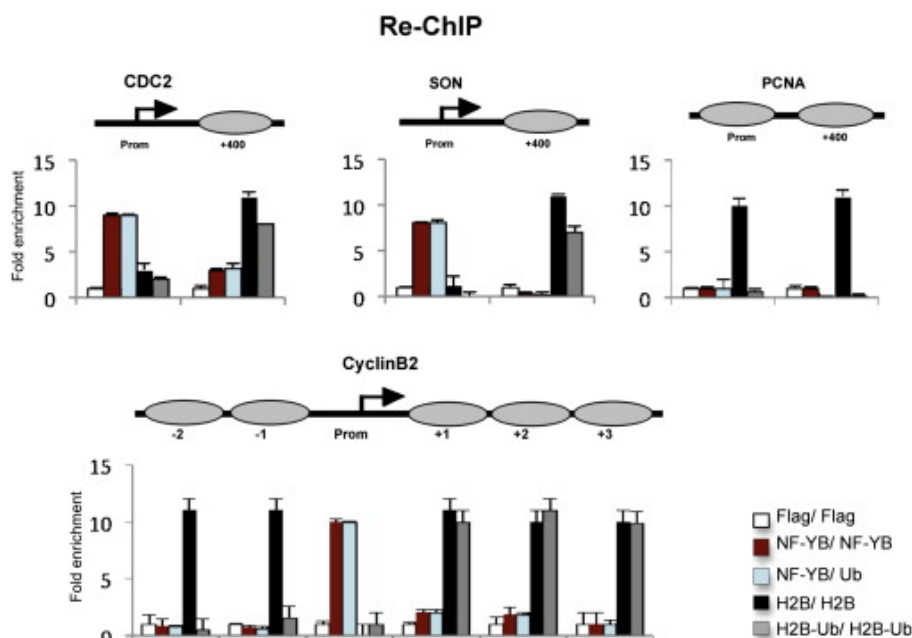 Re-ChIP
CDC2
Prom +400
Fold enrichment
15
10
5
0
SON
Prom +400
15
10
5
0
PCNA
Prom +400
15
10
5
0
CyclinB2
-2 -1 Prom +1 +2 +3
Fold enrichment
15
10
5
0
Flag/ Flag
NF-YB/ NF-YB
NF-YB/ Ub
H2B/ H2B
H2B-Ub/ H2B-Ub